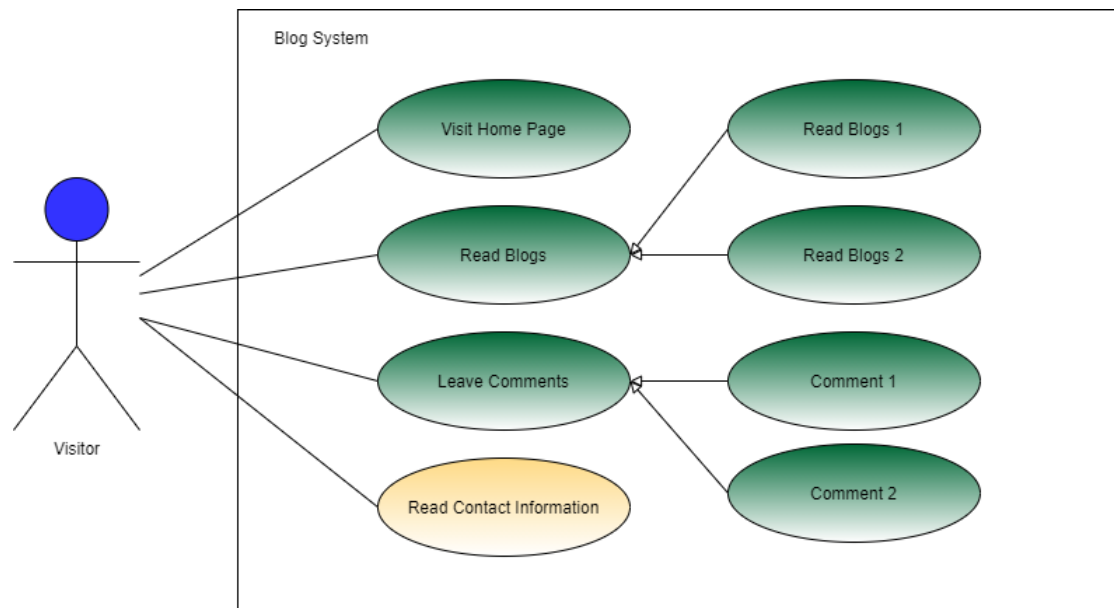 Blog System
Visit Home Page
Read Blogs 1
Read Blogs
Read Blogs 2
Leave Comments
Comment 1
Visitor
Read Contact Information
Comment 2